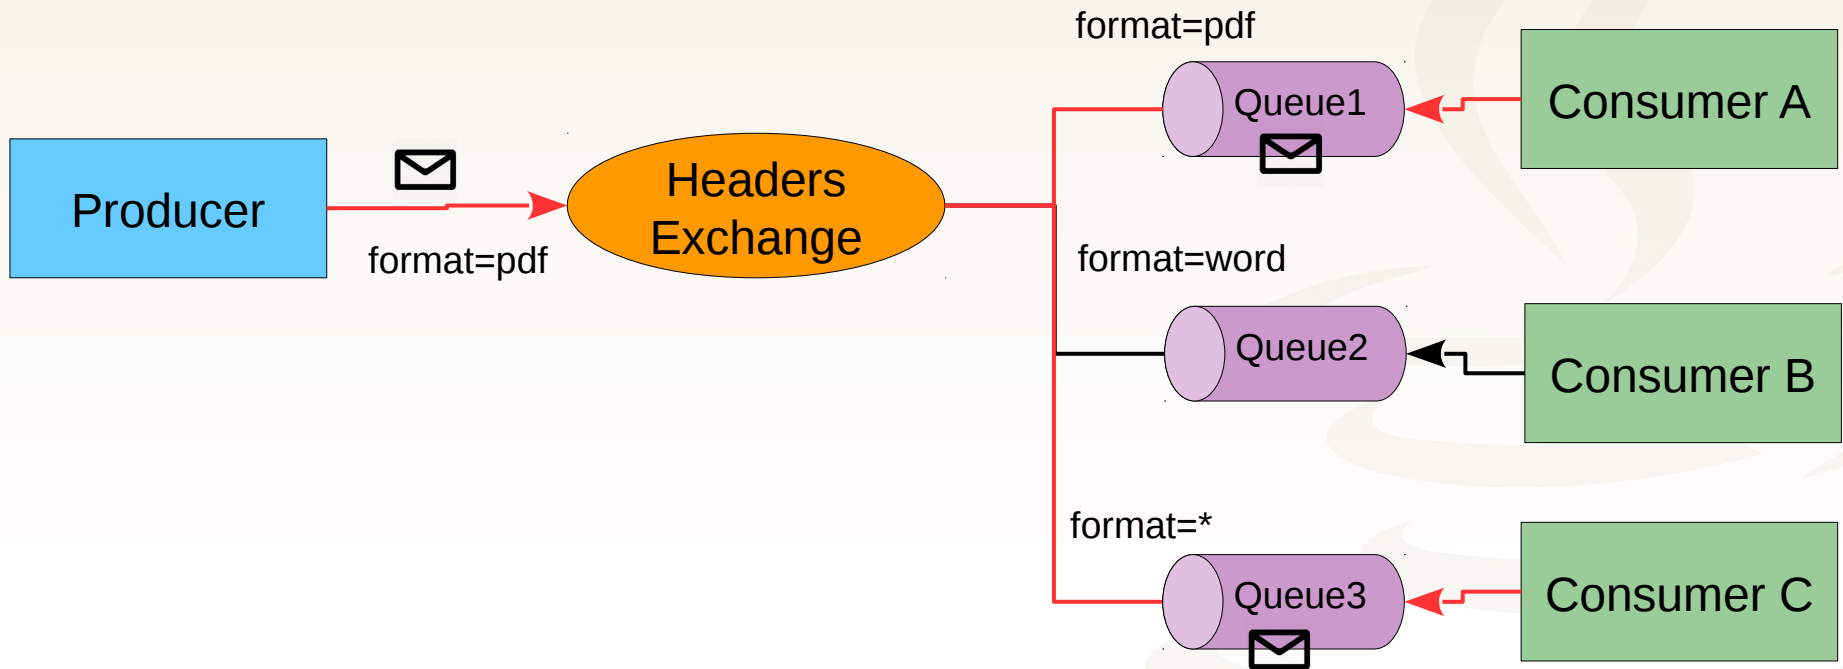 Producer
format=pdf
Headers
Exchange
format=pdf
Queue1
Consumer A
format=word
Queue2
Consumer B
format=*
Queue3
Consumer C